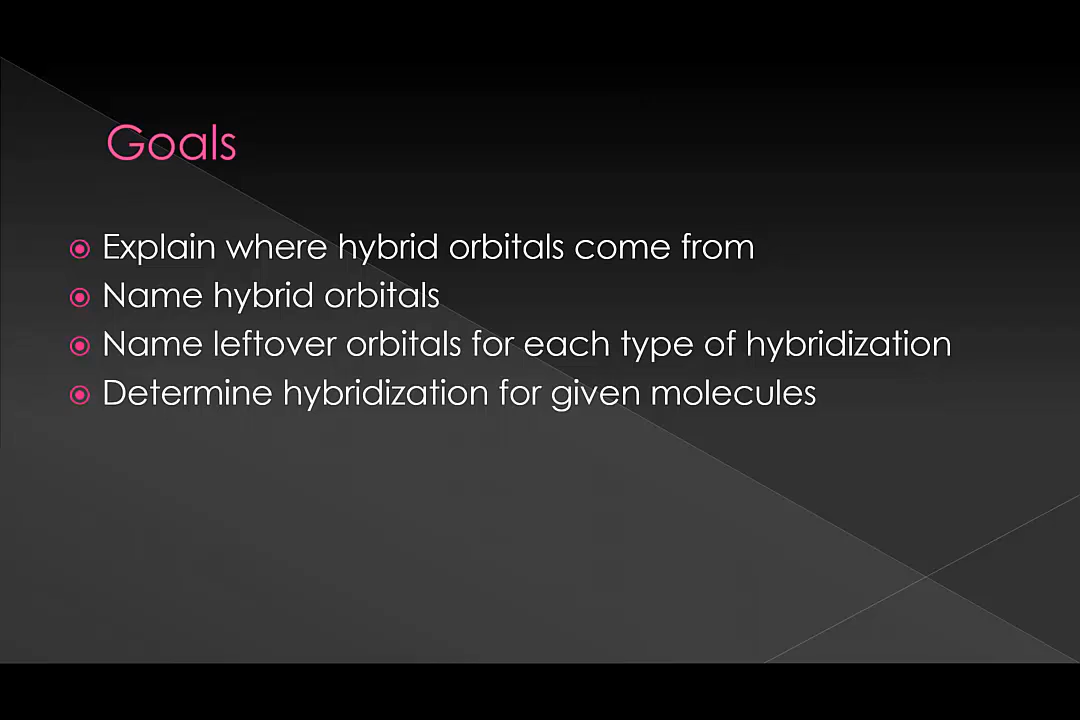 Goals
Explain where hybrid orbitals come from
Name hybrid orbitals
Name leftover orbitals for each type of hybridization
Determine hybridization for given molecules